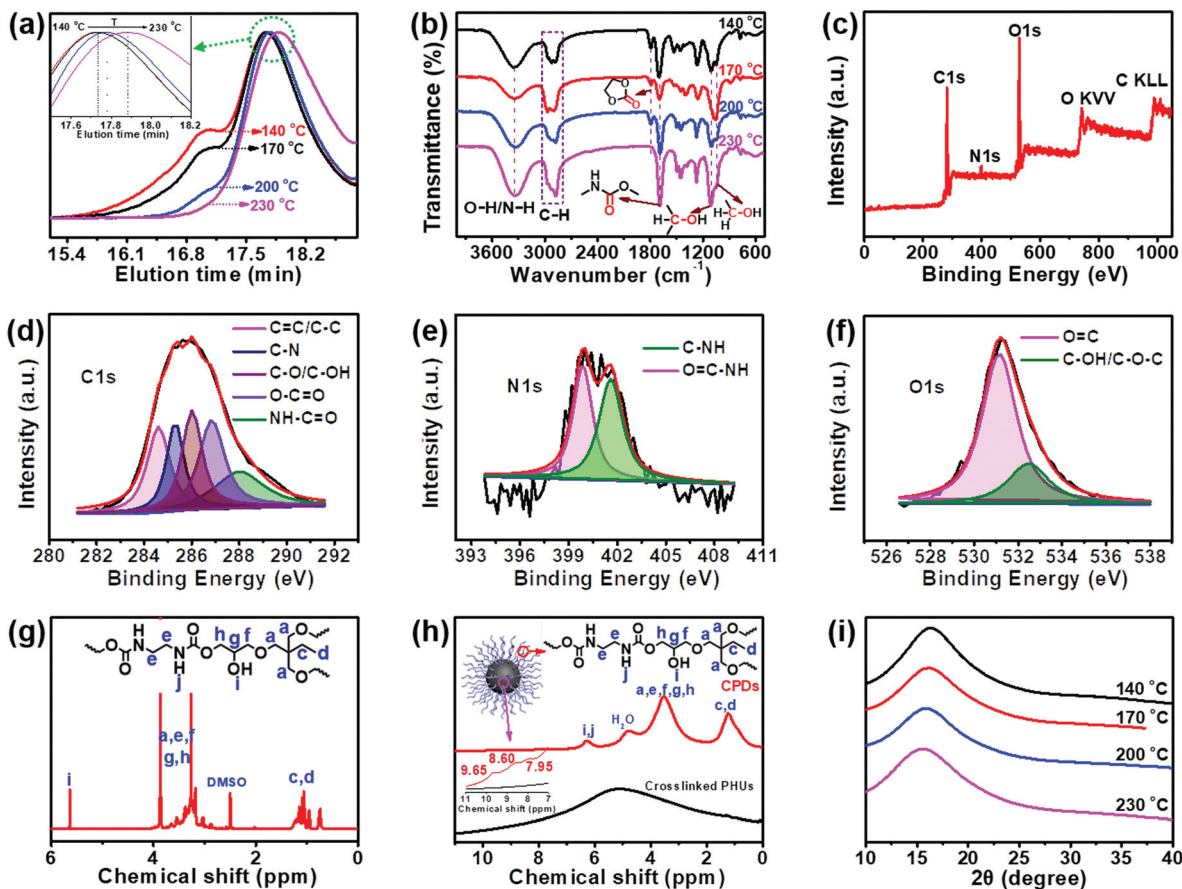 (a)
140 °C
T
230 °C
17.6
17.8
18.0
18.2
Elution time (min)
140 °C
170 °C
200 °C
230 °C
15.4
16.1
16.8
17.5
18.2
Elution time (min)
(b)
Transmittance (%)
140 °C
170 °C
200 °C
230 °C
O
O
O
O-H/N-H
C-H
H
N
O
O
H-C-OH
H
H-C-OH
H
4000
3000
2000
1800
1200
600
Wavenumber (cm⁻¹)
(c)
Intensity (a.u.)
C1s
N1s
O1s
O KVV
C KLL
0
200
400
600
800
1000
Binding Energy (eV)
(d)
Intensity (a.u.)
C1s
C=C/C-C
C-N
C-O/C-OH
O-C=O
NH-C=O
280
282
284
286
288
290
292
Binding Energy (eV)
(e)
Intensity (a.u.)
N1s
C-NH
O=C-NH
393
396
399
402
405
408
411
Binding Energy (eV)
(f)
Intensity (a.u.)
O1s
O=C
C-OH/C-O-C
526
528
530
532
534
536
538
Binding Energy (eV)
(g)
O
O
H
N
e
e
N
H
j
O
O
h
g
f
OH
i
O
a
a
O
c
d
a
O
i
a,e,f
g,h
DMSO
c,d
6
4
2
0
Chemical shift (ppm)
(h)
O
O
H
N
e
e
N
H
j
O
O
h
g
f
OH
i
O
a
a
O
c
d
a
O
CPDs
a,e,f,g,h
c,d
i,j
H₂O
9.65
8.60
7.95
11
10
9
8
7
Chemical shift (ppm)
Crosslinked PHUs
10
8
6
4
2
0
Chemical shift (ppm)
(i)
140 °C
170 °C
200 °C
230 °C
10
15
20
25
30
35
40
2θ (degree)